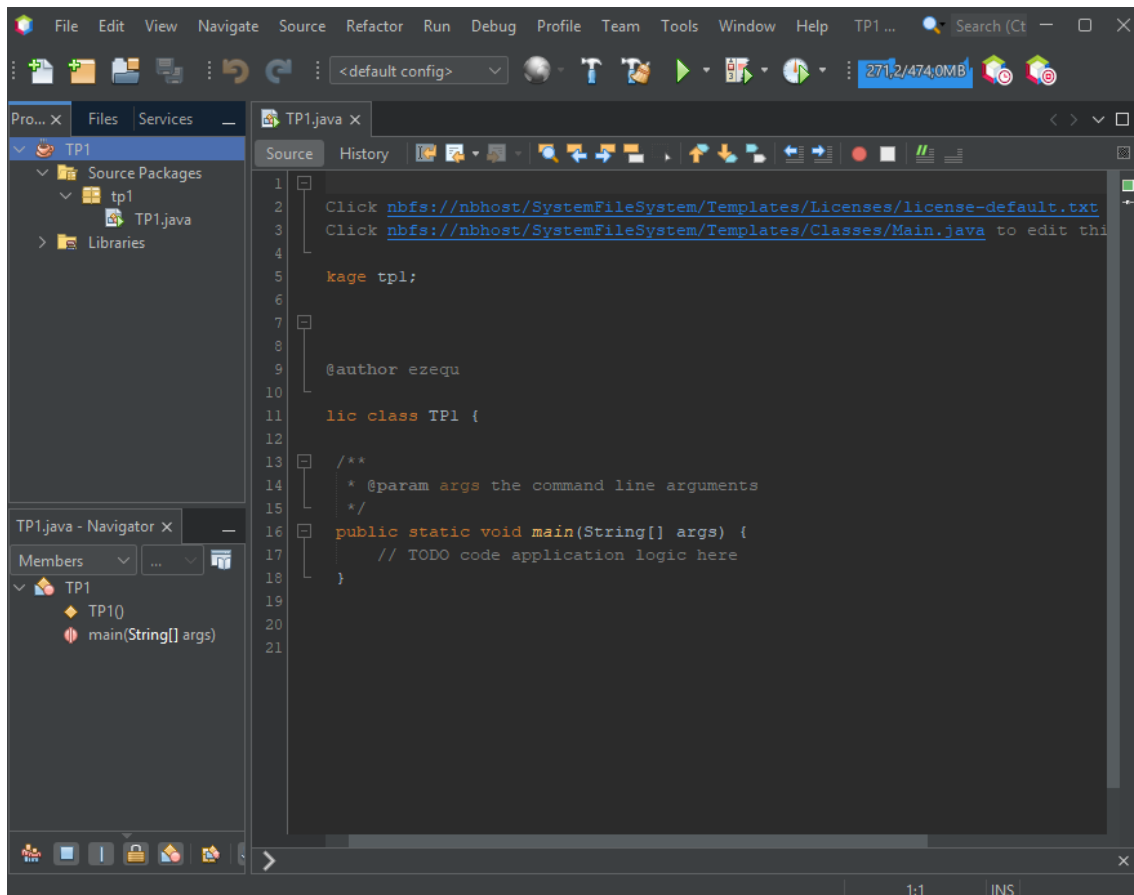 File Edit View Navigate Source Refactor Run Debug Profile Team Tools Window Help TP1 ... Search (Ct
<default config> 271,2/474,0MB
Pro... Files Services
TP1
Source Packages
tp1
TP1.java
Libraries
TP1.java - Navigator
Members ...
TP1
TP1()
main(String[] args)
TP1.java
Source History
1
2 Click nbfs://nbhost/SystemFileSystem/Templates/Licenses/license-default.txt
3 Click nbfs://nbhost/SystemFileSystem/Templates/Classes/Main.java to edit thi
4
5 kage tp1;
6
7
8
9 @author ezequ
10
11 lic class TP1 {
12
13 /**
14 * @param args the command line arguments
15 */
16 public static void main(String[] args) {
17 // TODO code application logic here
18 }
19
20
21
1:1 INS